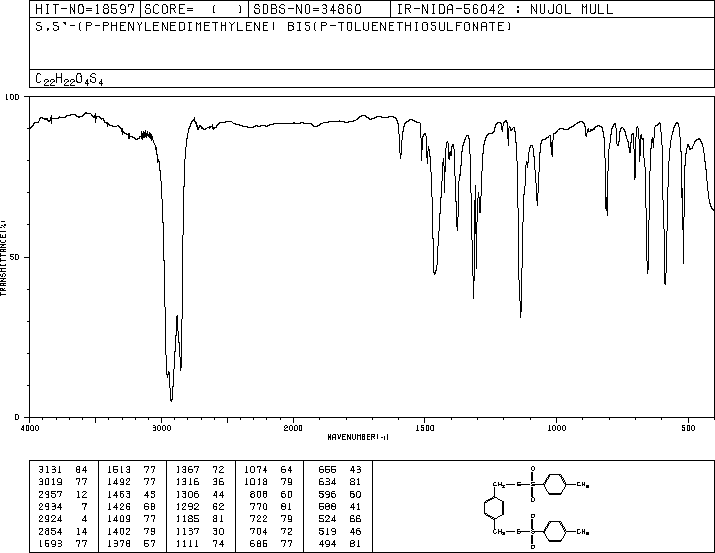 HIT-NO=18597 SCORE= ( ) SDBS-NO=34860 IR-NIDA-56042 : NUJOL MULL
S,S'-(P-PHENYLENEDIMETHYLENE) BIS(P-TOLUENETHIOSULFONATE)
C22H22O4S4
100
50
0
TRANSMITTANCE(%)
4000 3000 2000 1500 1000 500
WAVENUMBER(-1)
3131 84 1513 77 1367 72 1074 64 666 43
3019 77 1492 77 1316 36 1018 79 634 81
2957 12 1463 45 1306 44 808 60 596 60
2934 7 1426 68 1292 62 770 81 588 41
2924 4 1409 77 1185 81 722 79 524 66
2854 14 1402 79 1137 30 704 72 519 46
1593 77 1378 57 1111 74 686 77 494 81
O
CH2 S S CH3
O
O
CH2 S S CH3
O